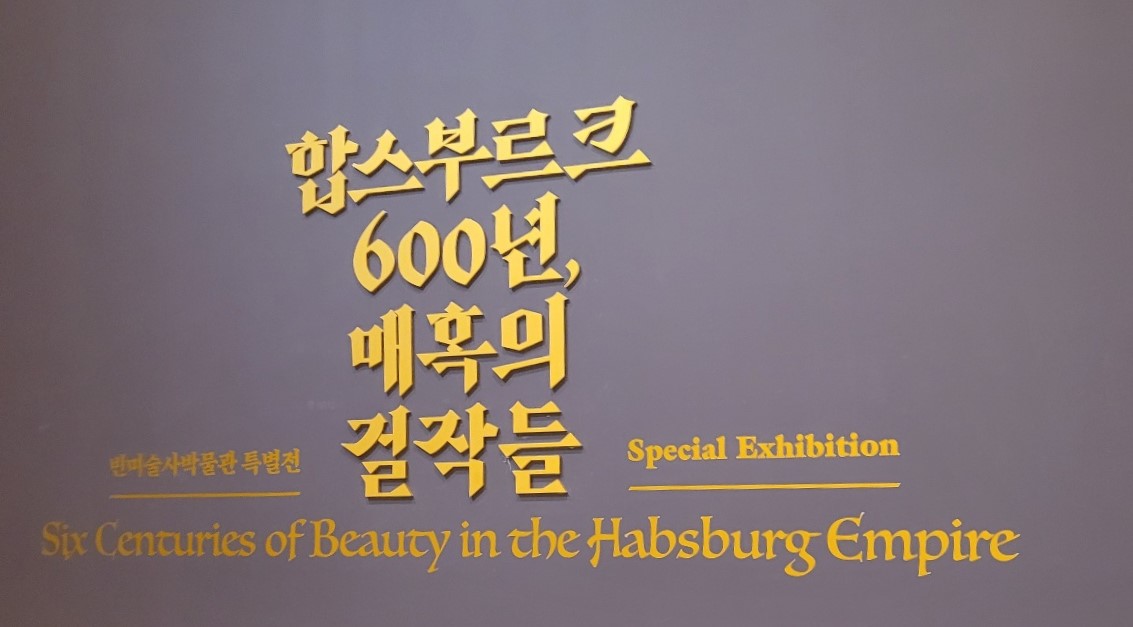 합스부르크
600년,
매혹의
걸작들
빈미술사박물관 특별전
Special Exhibition
Six Centuries of Beauty in the Habsburg Empire